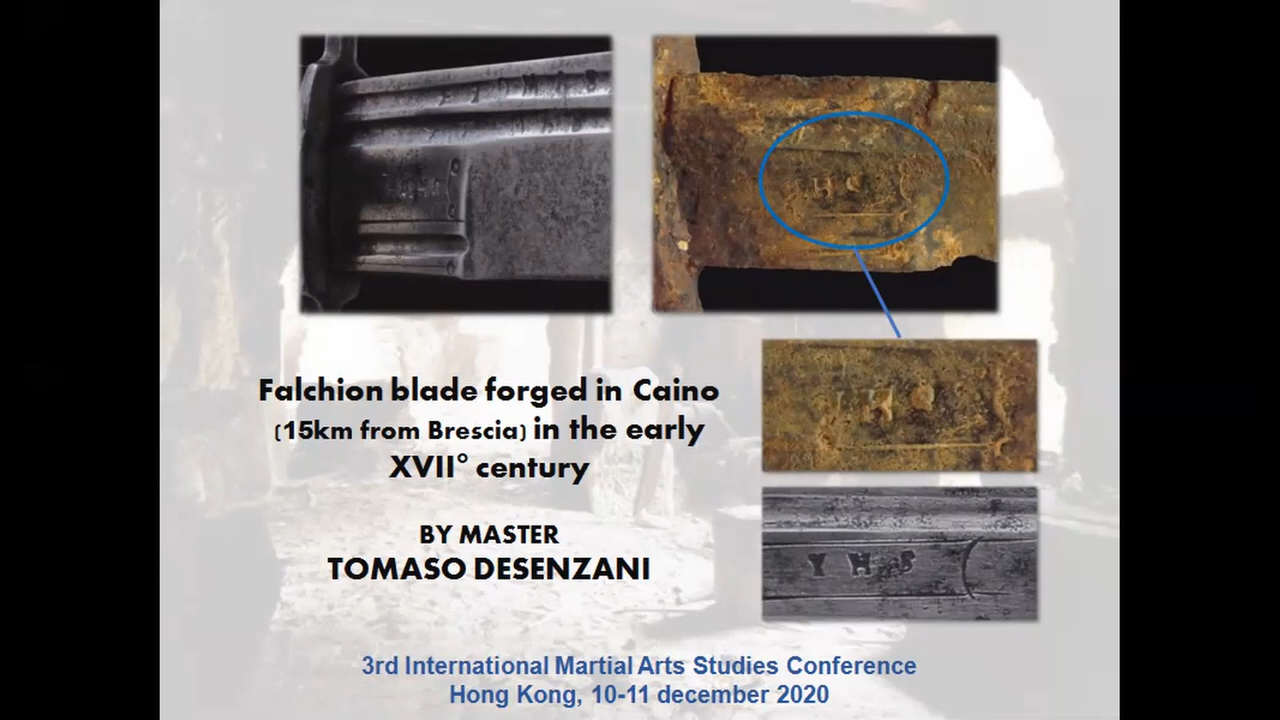 TOMAS
H S
Falchion blade forged in Caino
(15km from Brescia) in the early
XVII° century
Y H S
BY MASTER
TOMASO DESENZANI
3rd International Martial Arts Studies Conference
Hong Kong, 10-11 december 2020